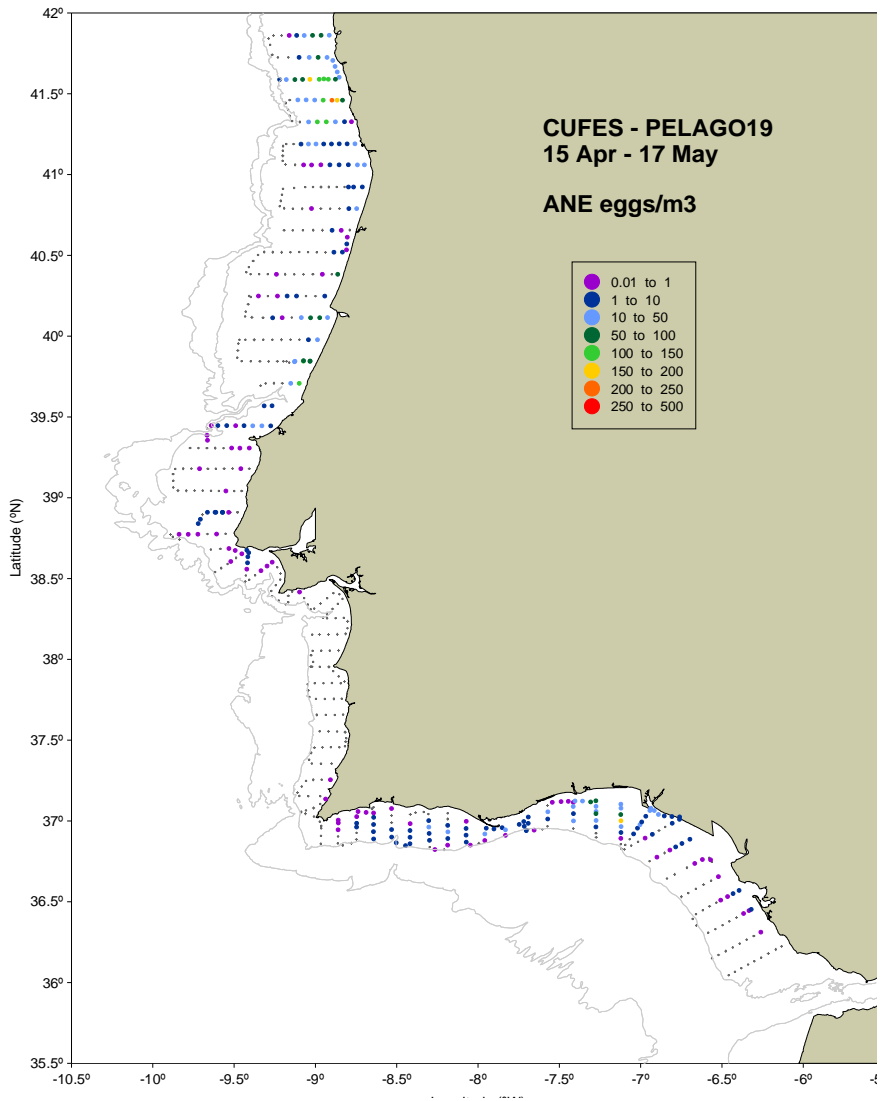 42º
41.5º
41º
40.5º
40º
39.5º
39º
38.5º
38º
37.5º
37º
36.5º
36º
35.5º
Latitude (ºN)
CUFES - PELAGO19
15 Apr - 17 May
ANE eggs/m3
0.01 to 1
1 to 10
10 to 50
50 to 100
100 to 150
150 to 200
200 to 250
250 to 500
-10.5º -10º -9.5º -9º -8.5º -8º -7.5º -7º -6.5º -6º